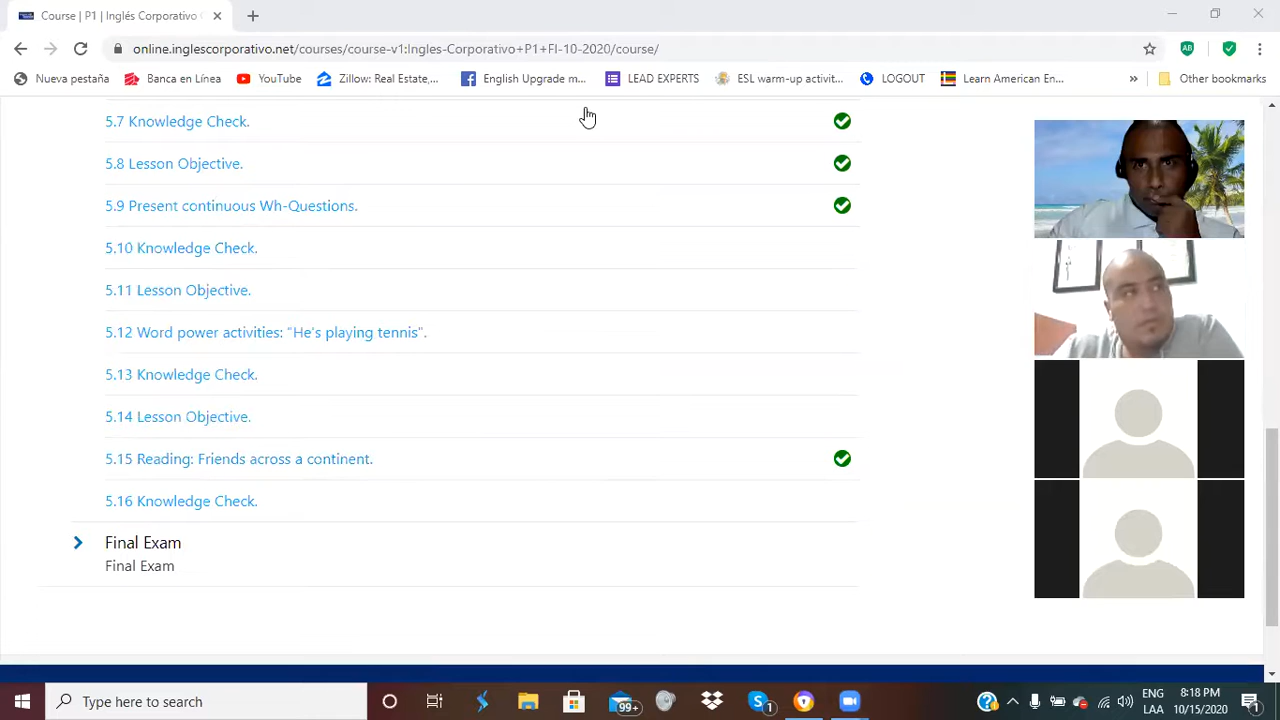 Course | P1 | Inglés Corporativo
online.inglescorporativo.net/courses/course-v1:Ingles-Corporativo+P1+FI-10-2020/course/
Nueva pestaña
Banca en Línea
YouTube
Zillow: Real Estate,...
English Upgrade m...
LEAD EXPERTS
ESL warm-up activit...
LOGOUT
Learn American En...
Other bookmarks
5.7 Knowledge Check.
5.8 Lesson Objective.
5.9 Present continuous Wh-Questions.
5.10 Knowledge Check.
5.11 Lesson Objective.
5.12 Word power activities: "He's playing tennis".
5.13 Knowledge Check.
5.14 Lesson Objective.
5.15 Reading: Friends across a continent.
5.16 Knowledge Check.
Final Exam
Final Exam
Type here to search
99+
1
ENG
LAA
8:18 PM
10/15/2020
1